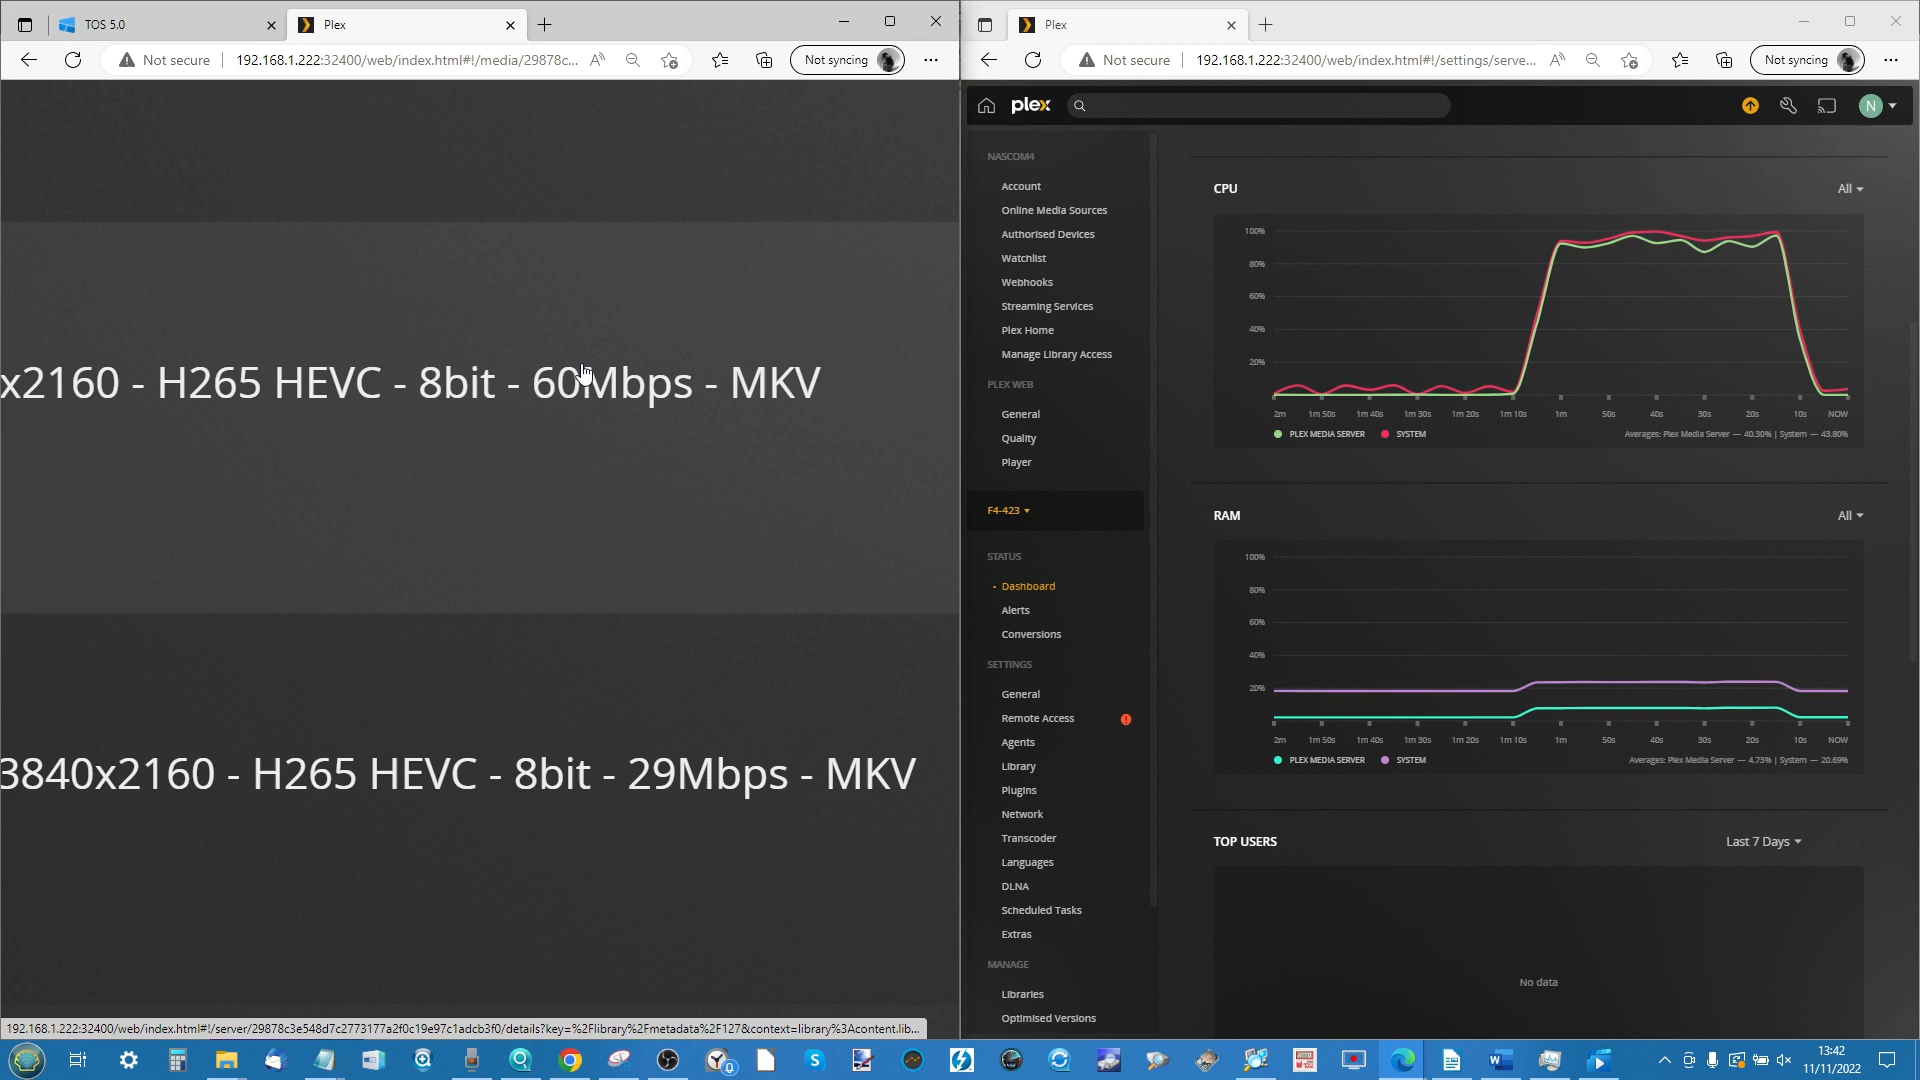 TOS 5.0
Plex
Not secure
192.168.1.222:32400/web/index.html#!/media/29878c...
Not syncing
x2160 - H265 HEVC - 8bit - 60Mbps - MKV
3840x2160 - H265 HEVC - 8bit - 29Mbps - MKV
192.168.1.222:32400/web/index.html#!/server/29878c3e548d7c2773177a2f0c19e97c1adcb3f0/details?key=%2Flibrary%2Fmetadata%2F127&context=library%3Acontent.lib...
Plex
Not secure
192.168.1.222:32400/web/index.html#!/settings/serve...
Not syncing
plex
N
NASCOM4
Account
Online Media Sources
Authorised Devices
Watchlist
Webhooks
Streaming Services
Plex Home
Manage Library Access
PLEX WEB
General
Quality
Player
F4-423
STATUS
Dashboard
Alerts
Conversions
SETTINGS
General
Remote Access
Agents
Library
Plugins
Network
Transcoder
Languages
DLNA
Scheduled Tasks
Extras
MANAGE
Libraries
Optimised Versions
CPU
All
100%
80%
60%
40%
20%
2m 1m 50s 1m 40s 1m 30s 1m 20s 1m 10s 1m 50s 40s 30s 20s 10s NOW
PLEX MEDIA SERVER SYSTEM
Averages: Plex Media Server — 40.30% | System — 43.80%
RAM
All
100%
80%
60%
40%
20%
2m 1m 50s 1m 40s 1m 30s 1m 20s 1m 10s 1m 50s 40s 30s 20s 10s NOW
PLEX MEDIA SERVER SYSTEM
Averages: Plex Media Server — 4.73% | System — 20.69%
TOP USERS
Last 7 Days
No data
13:42
11/11/2022